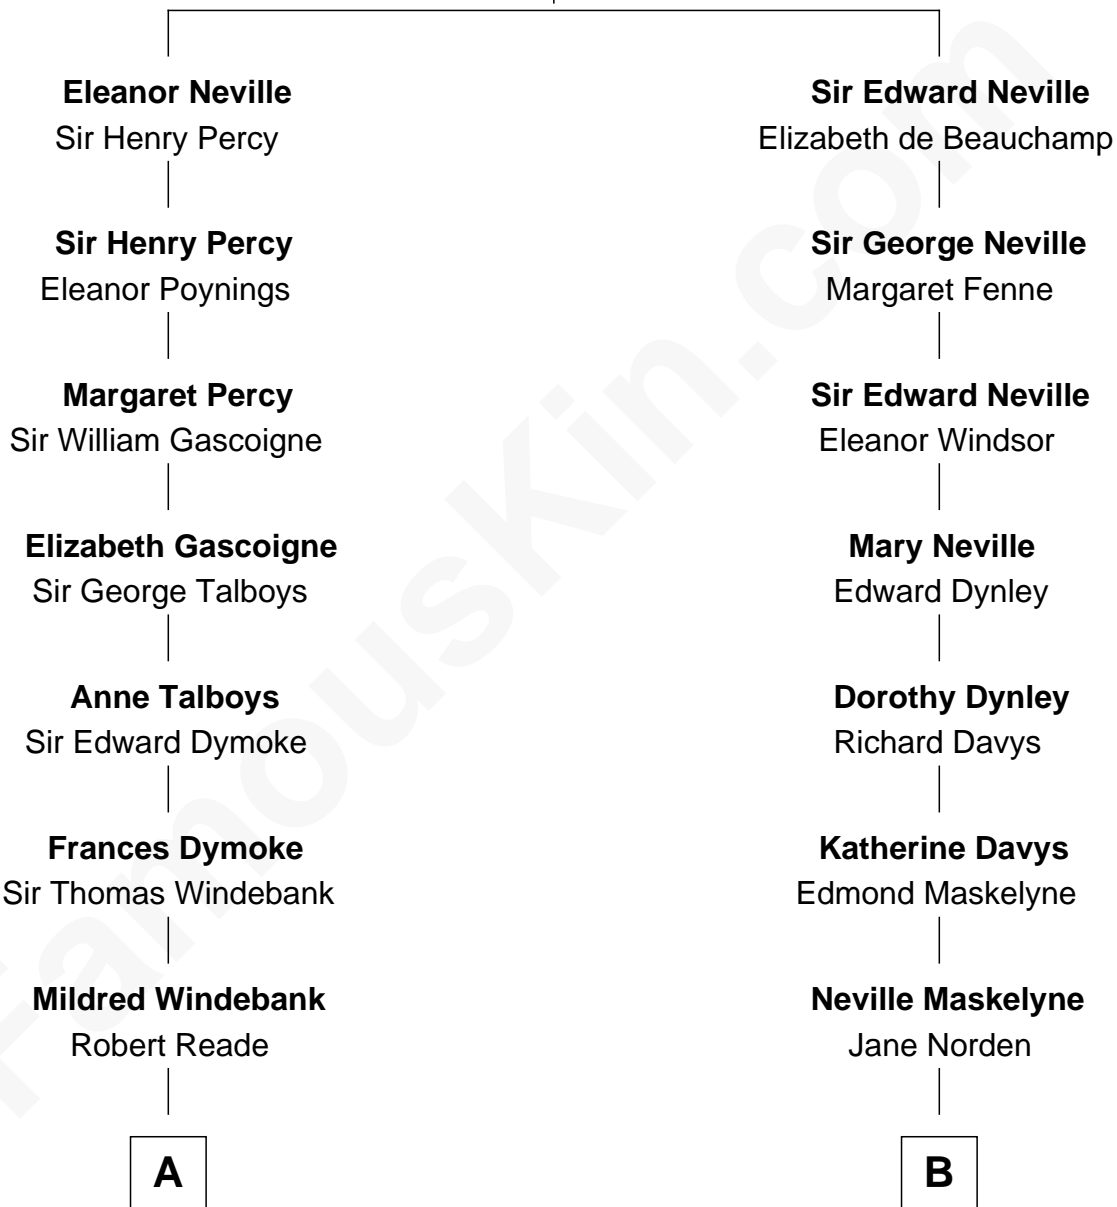 Eleanor Neville
Sir Henry Percy
Sir Henry Percy
Eleanor Poynings
Margaret Percy
Sir William Gascoigne
Elizabeth Gascoigne
Sir George Talboys
Anne Talboys
Sir Edward Dymoke
Frances Dymoke
Sir Thomas Windebank
Mildred Windebank
Robert Reade
A
Sir Edward Neville
Elizabeth de Beauchamp
Sir George Neville
Margaret Fenne
Sir Edward Neville
Eleanor Windsor
Mary Neville
Edward Dynley
Dorothy Dynley
Richard Davys
Katherine Davys
Edmond Maskelyne
Neville Maskelyne
Jane Norden
B
FamousKin.com